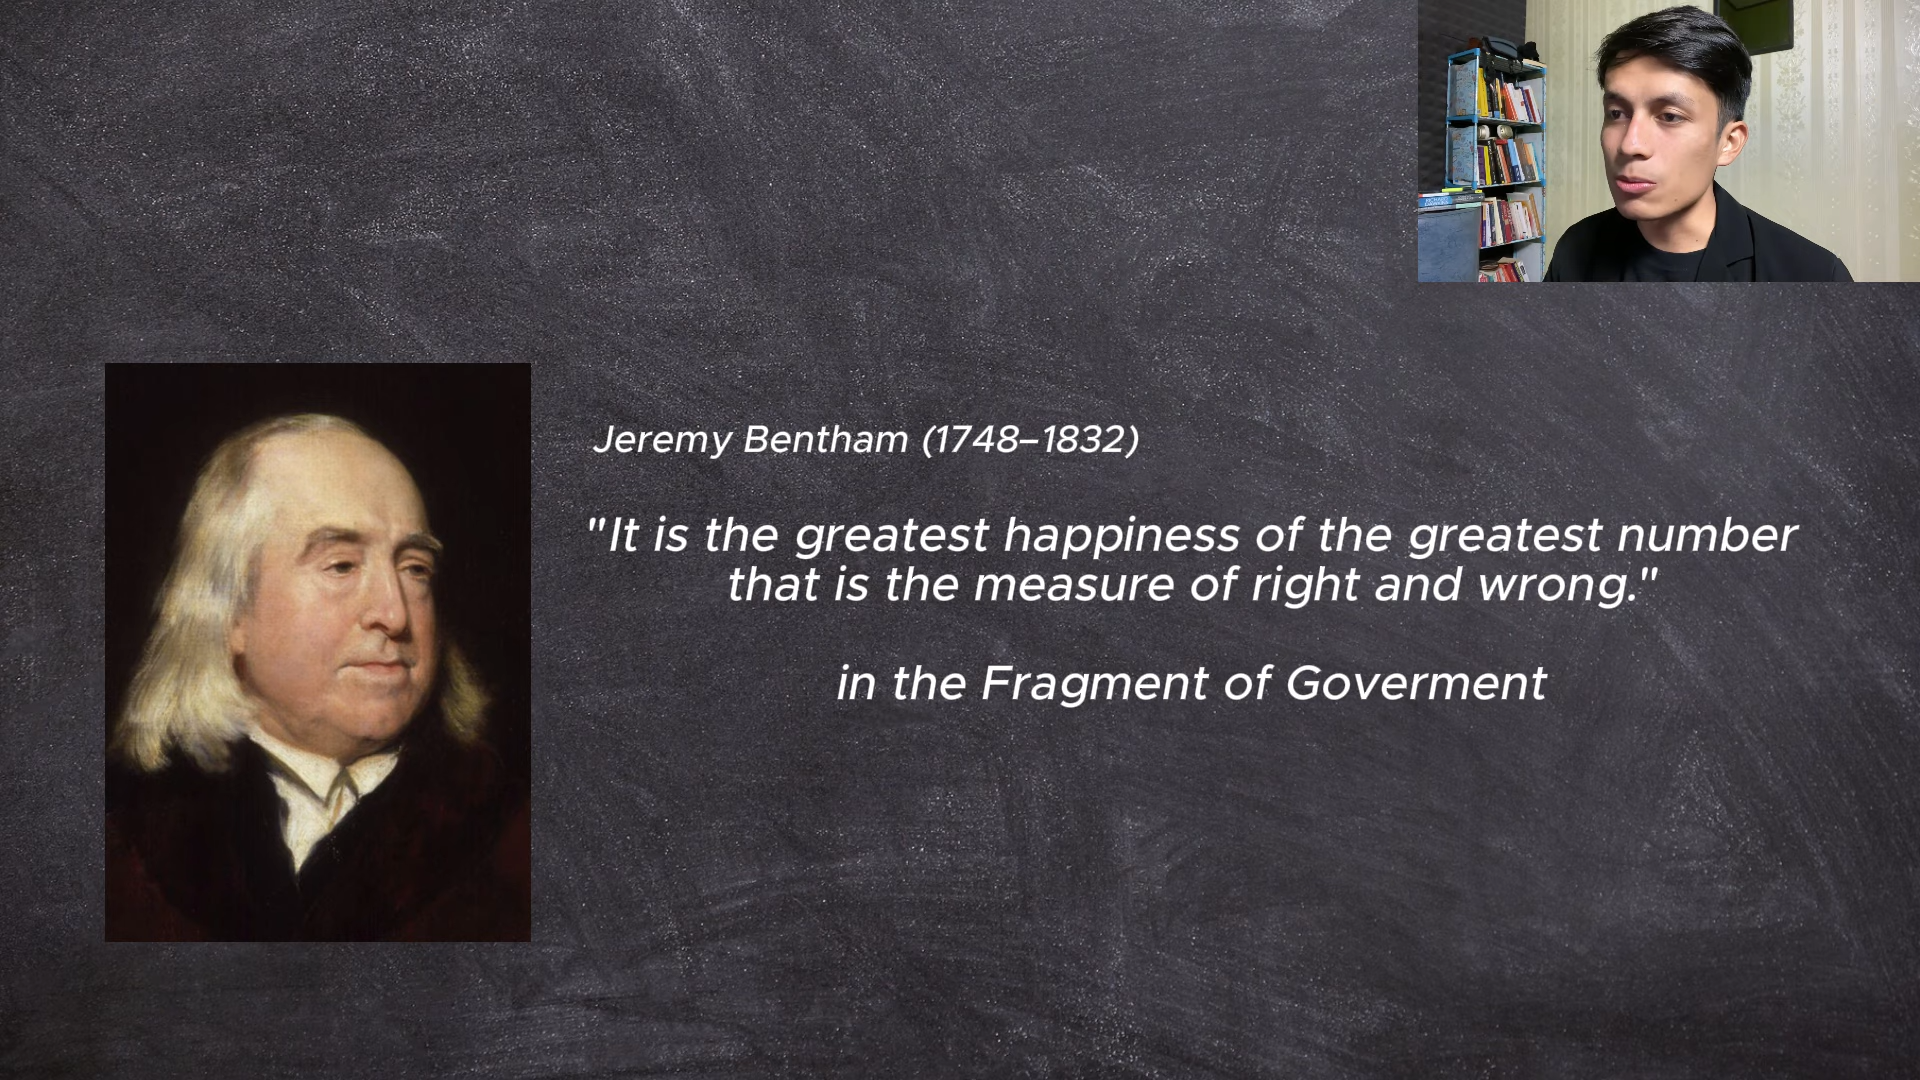 Jeremy Bentham (1748–1832)
"It is the greatest happiness of the greatest number
that is the measure of right and wrong."
in the Fragment of Goverment